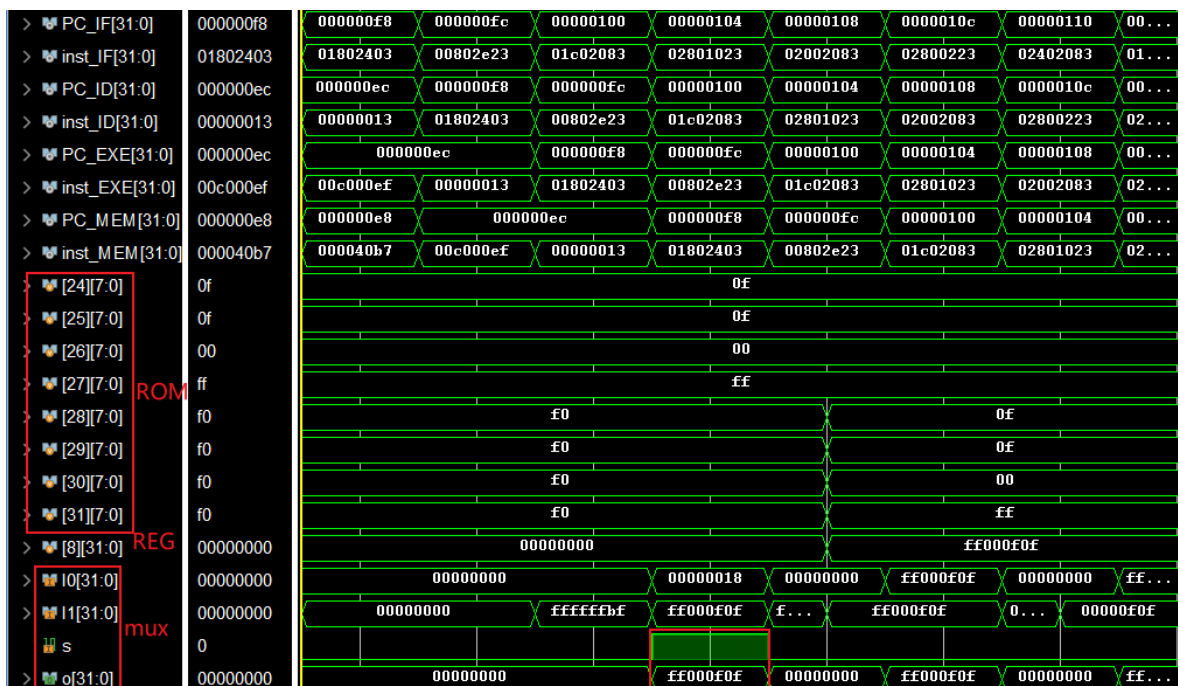 PC_IF[31:0] 000000f8 000000f8 000000fc 00000100 00000104 00000108 0000010c 00000110 00...
inst_IF[31:0] 01802403 01802403 00802e23 01c02083 02801023 02002083 02800223 02402083 01...
PC_ID[31:0] 000000ec 000000ec 000000f8 000000fc 00000100 00000104 00000108 0000010c 00...
inst_ID[31:0] 00000013 00000013 01802403 00802e23 01c02083 02801023 02002083 02800223 02...
PC_EXE[31:0] 000000ec 000000ec 000000f8 000000fc 00000100 00000104 00000108 00...
inst_EXE[31:0] 00c000ef 00c000ef 00000013 01802403 00802e23 01c02083 02801023 02002083 02...
PC_MEM[31:0] 000000e8 000000e8 000000ec 000000f8 000000fc 00000100 00000104 00...
inst_MEM[31:0] 000040b7 000040b7 00c000ef 00000013 01802403 00802e23 01c02083 02801023 02...
[24][7:0] 0f 0f
[25][7:0] 0f 0f
[26][7:0] 00 00
[27][7:0] ff ff
ROM
[28][7:0] f0 f0 0f
[29][7:0] f0 f0 0f
[30][7:0] f0 f0 00
[31][7:0] f0 f0 ff
REG
[8][31:0] 00000000 00000000 ff000f0f
I0[31:0] 00000000 00000000 00000018 00000000 ff000f0f 00000000 ff...
I1[31:0] 00000000 00000000 ffffffbf ff000f0f f... ff000f0f 0... 00000f0f
mux
s 0
o[31:0] 00000000 00000000 ff000f0f 00000000 ff000f0f 00000000 ff...